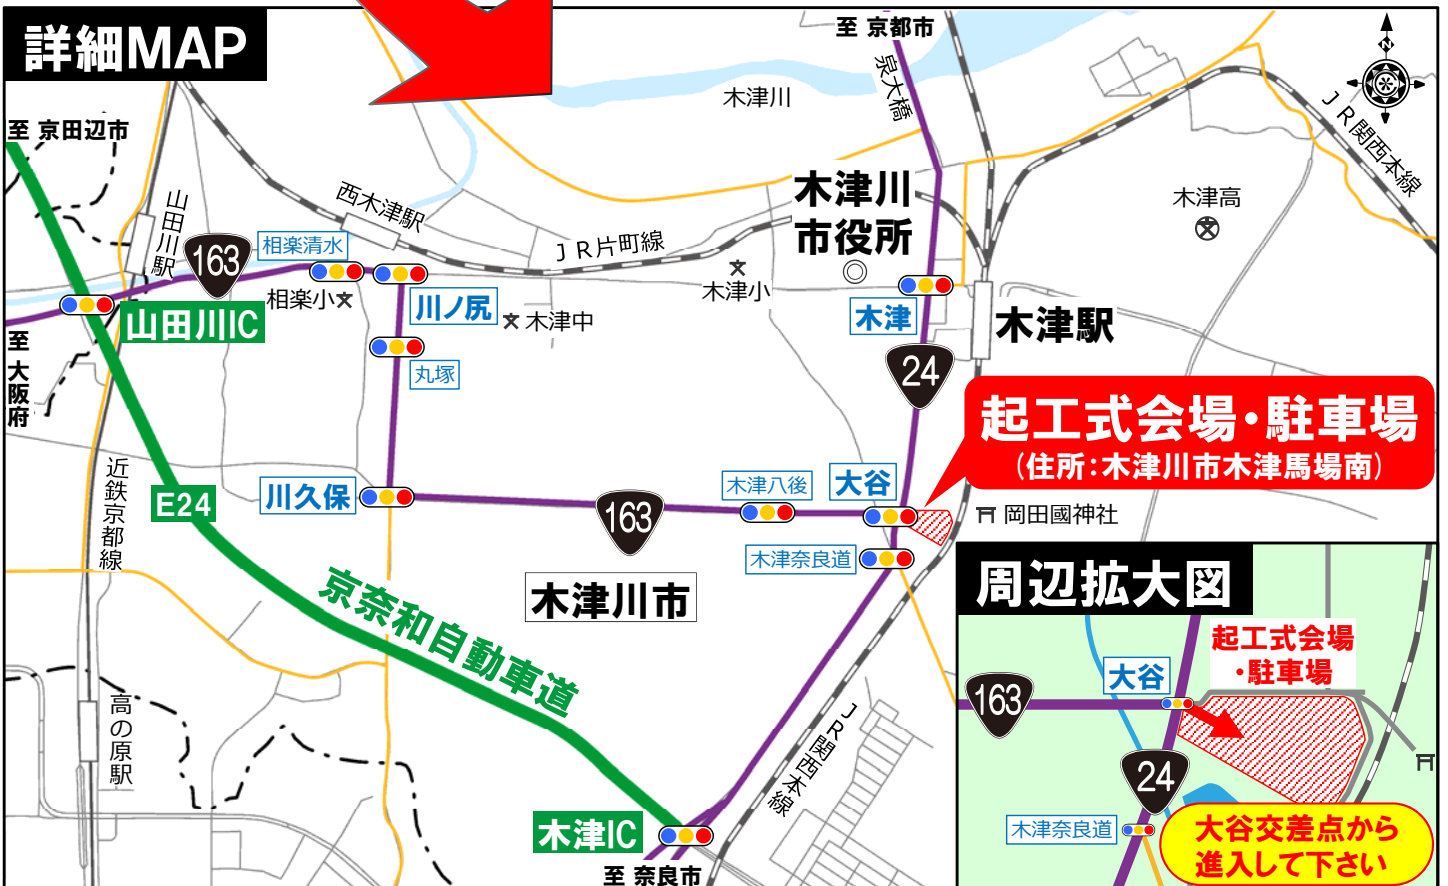 詳細MAP
至 京都市
泉大橋
木津川
N
JR関西本線
至 京田辺市
山田川駅
西木津駅
木津川
市役所
木津高
163
相楽清水
JR片町線
木津小
相楽小
川ノ尻
木津中
木津
木津駅
山田川IC
至 大阪府
丸塚
24
起工式会場・駐車場
(住所:木津川市木津馬場南)
近鉄京都線
E24
川久保
163
木津八後
大谷
岡田國神社
木津奈良道
京奈和自動車道
木津川市
高の原駅
JR関西本線
木津IC
至 奈良市
周辺拡大図
起工式会場
・駐車場
大谷
163
24
木津奈良道
大谷交差点から
進入して下さい